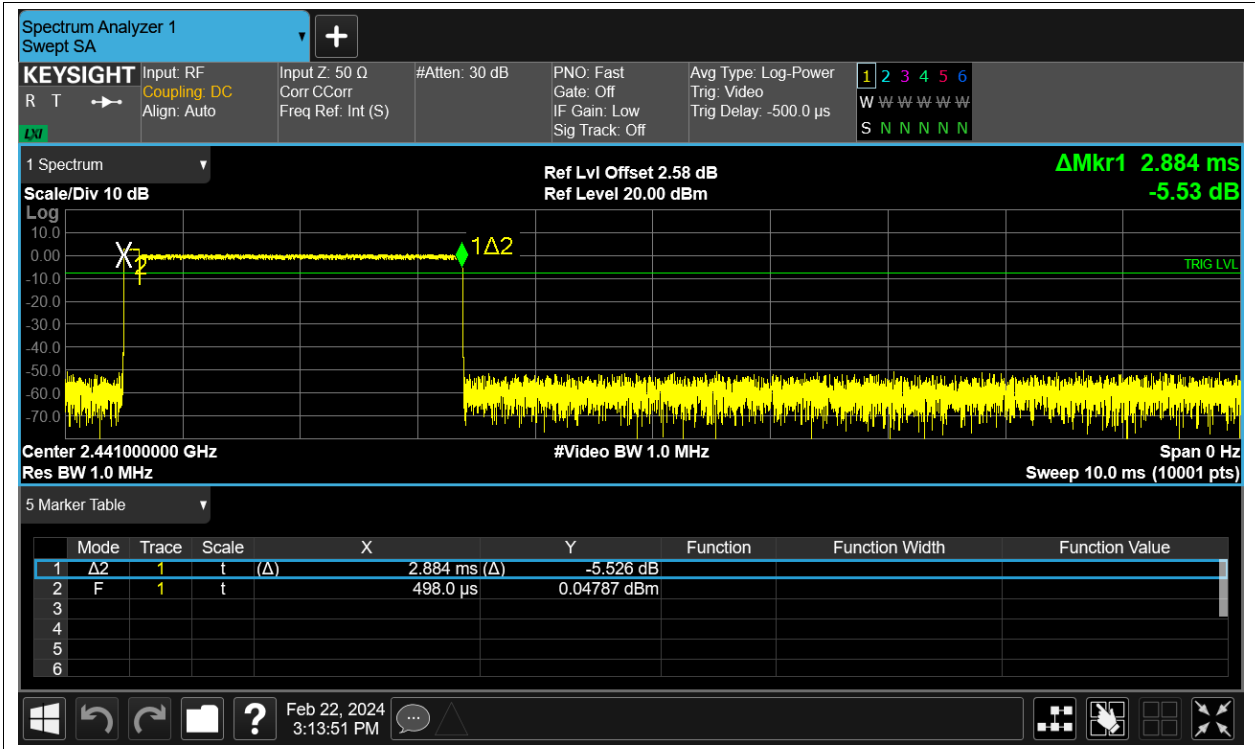 Spectrum Analyzer 1
Swept SA
KEYSIGHT
R T
LXI
Input: RF
Coupling: DC
Align: Auto
Input Z: 50 Ω
Corr CCorr
Freq Ref: Int (S)
#Atten: 30 dB
PNO: Fast
Gate: Off
IF Gain: Low
Sig Track: Off
Avg Type: Log-Power
Trig: Video
Trig Delay: -500.0 µs
1 2 3 4 5 6
W W W W W W
S N N N N N
1 Spectrum
Scale/Div 10 dB
Ref Lvl Offset 2.58 dB
Ref Level 20.00 dBm
ΔMkr1 2.884 ms
-5.53 dB
Log
10.0
0.00
-10.0
-20.0
-30.0
-40.0
-50.0
-60.0
-70.0
X
2
1Δ2
TRIG LVL
Center 2.441000000 GHz
#Video BW 1.0 MHz
Span 0 Hz
Res BW 1.0 MHz
Sweep 10.0 ms (10001 pts)
5 Marker Table
Mode Trace Scale X Y Function Function Width Function Value
1 Δ2 1 t (Δ) 2.884 ms (Δ) -5.526 dB
2 F 1 t 498.0 µs 0.04787 dBm
3
4
5
6
?
Feb 22, 2024
3:13:51 PM